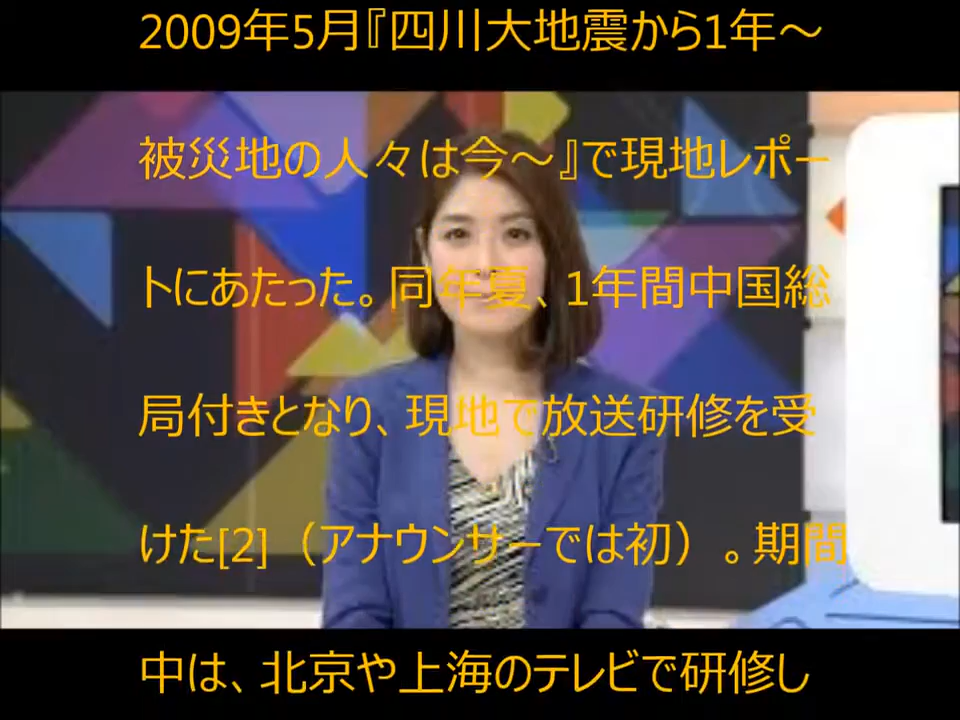 2009年5月『四川大地震から1年～
被災地の人々は今～』で現地レポー
トにあたった。同年夏、1年間中国総
局付きとなり、現地で放送研修を受
けた[2]（アナウンサーでは初）。期間
中は、北京や上海のテレビで研修し